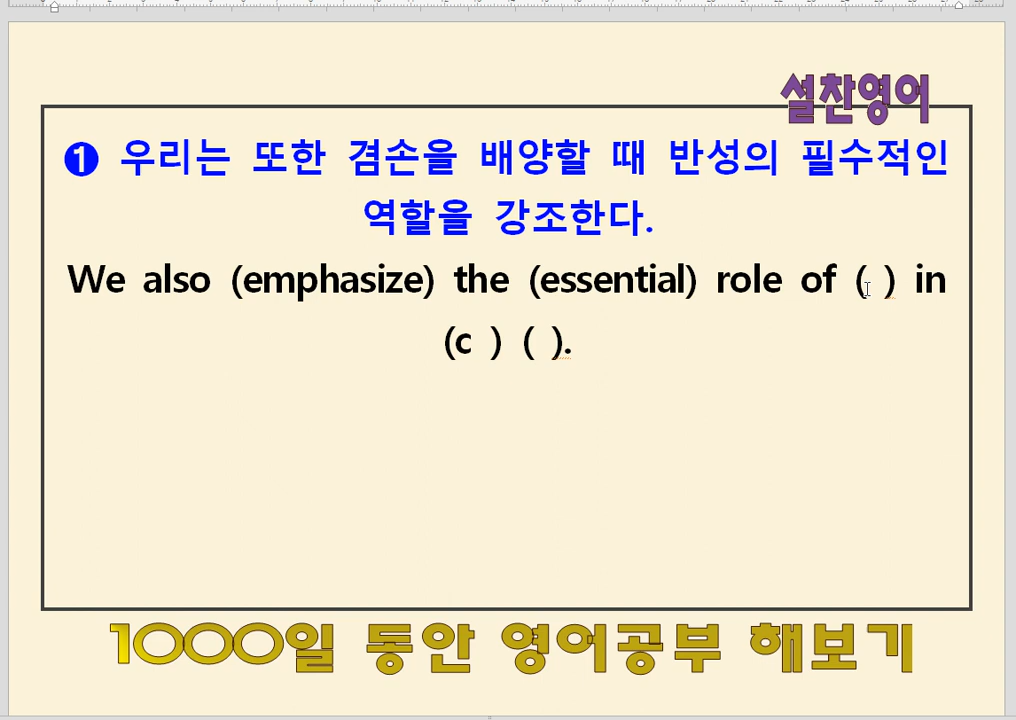 설찬영어
❶ 우리는 또한 겸손을 배양할 때 반성의 필수적인
역할을 강조한다.
We also (emphasize) the (essential) role of ( ) in
(c ) ( ).
1000일 동안 영어공부 해보기